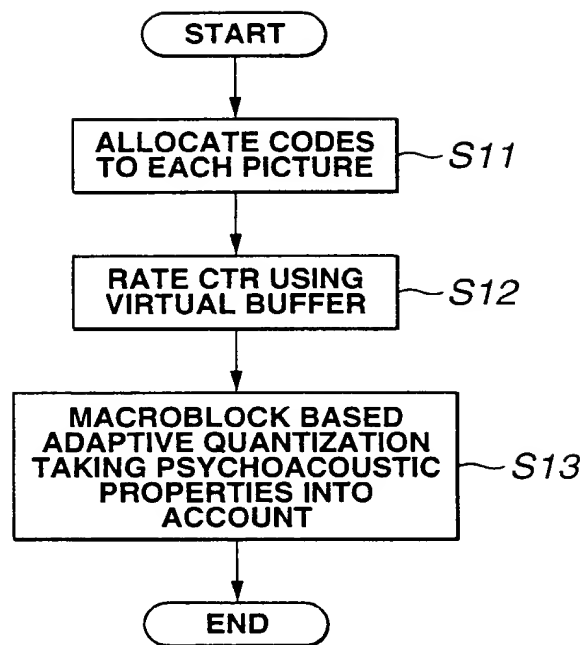 START
ALLOCATE CODES
TO EACH PICTURE
S11
RATE CTR USING
VIRTUAL BUFFER
S12
MACROBLOCK BASED
ADAPTIVE QUANTIZATION
TAKING PSYCHOACOUSTIC
PROPERTIES INTO
ACCOUNT
S13
END